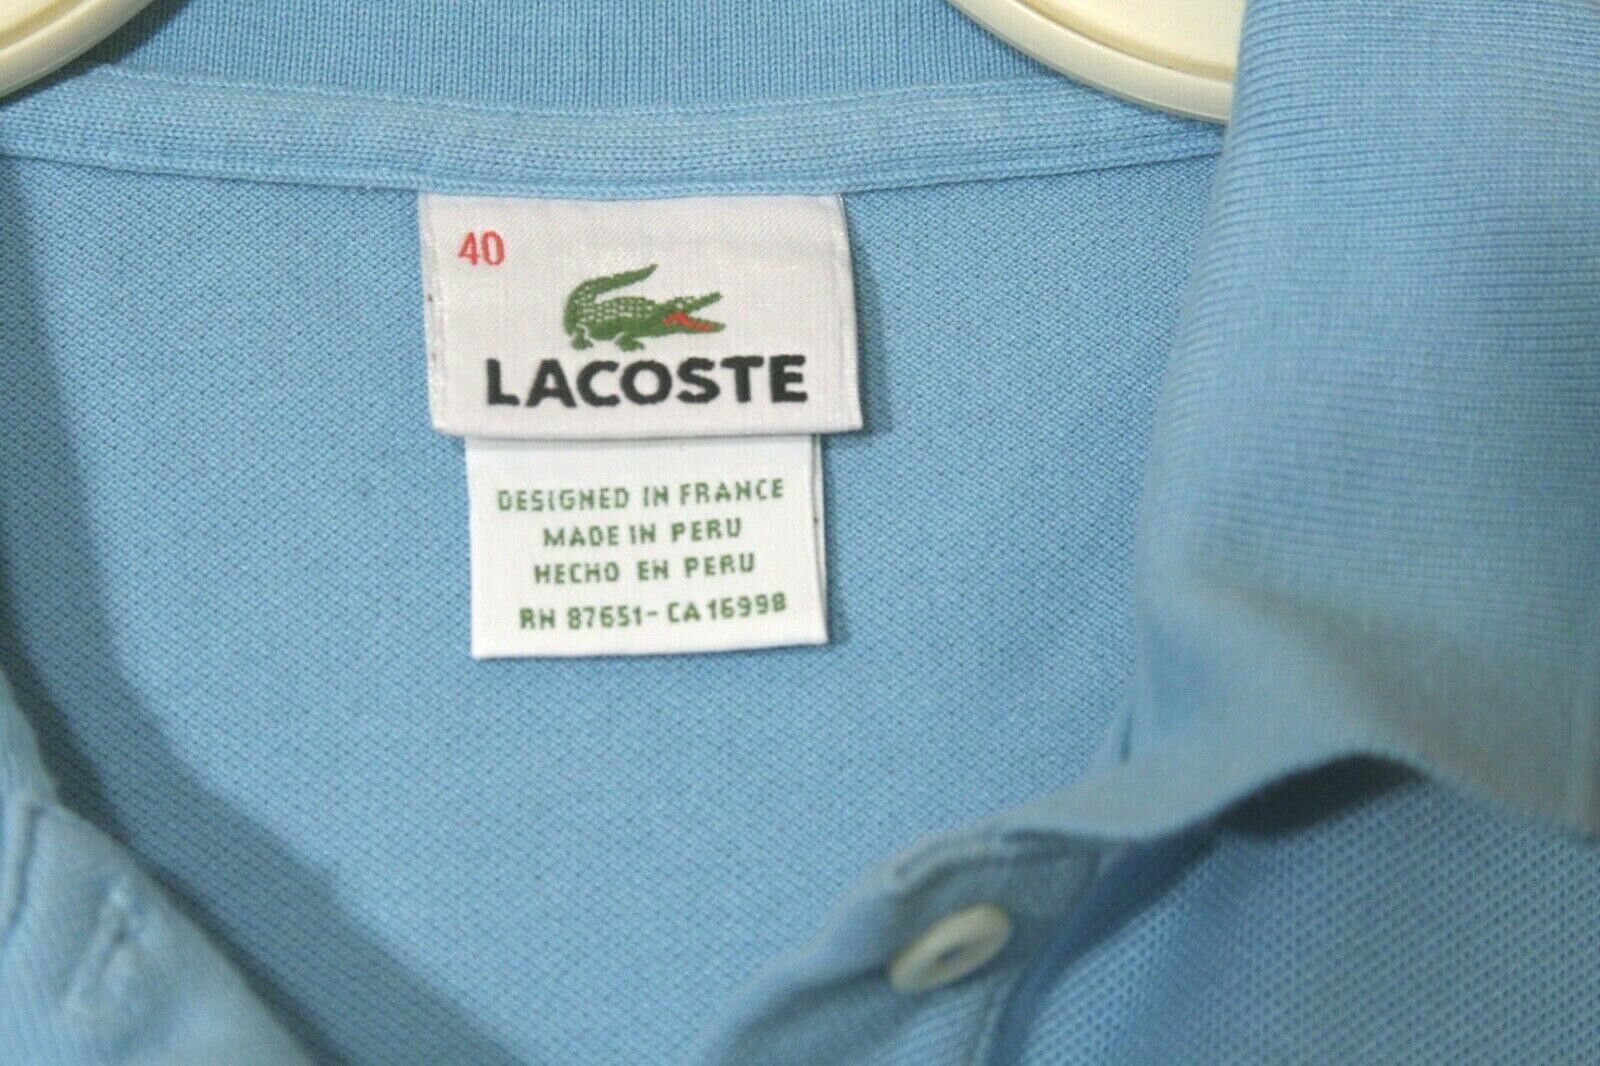 40
LACOSTE
DESIGNED IN FRANCE
MADE IN PERU
HECHO EN PERU
RN 87651-CA 16998